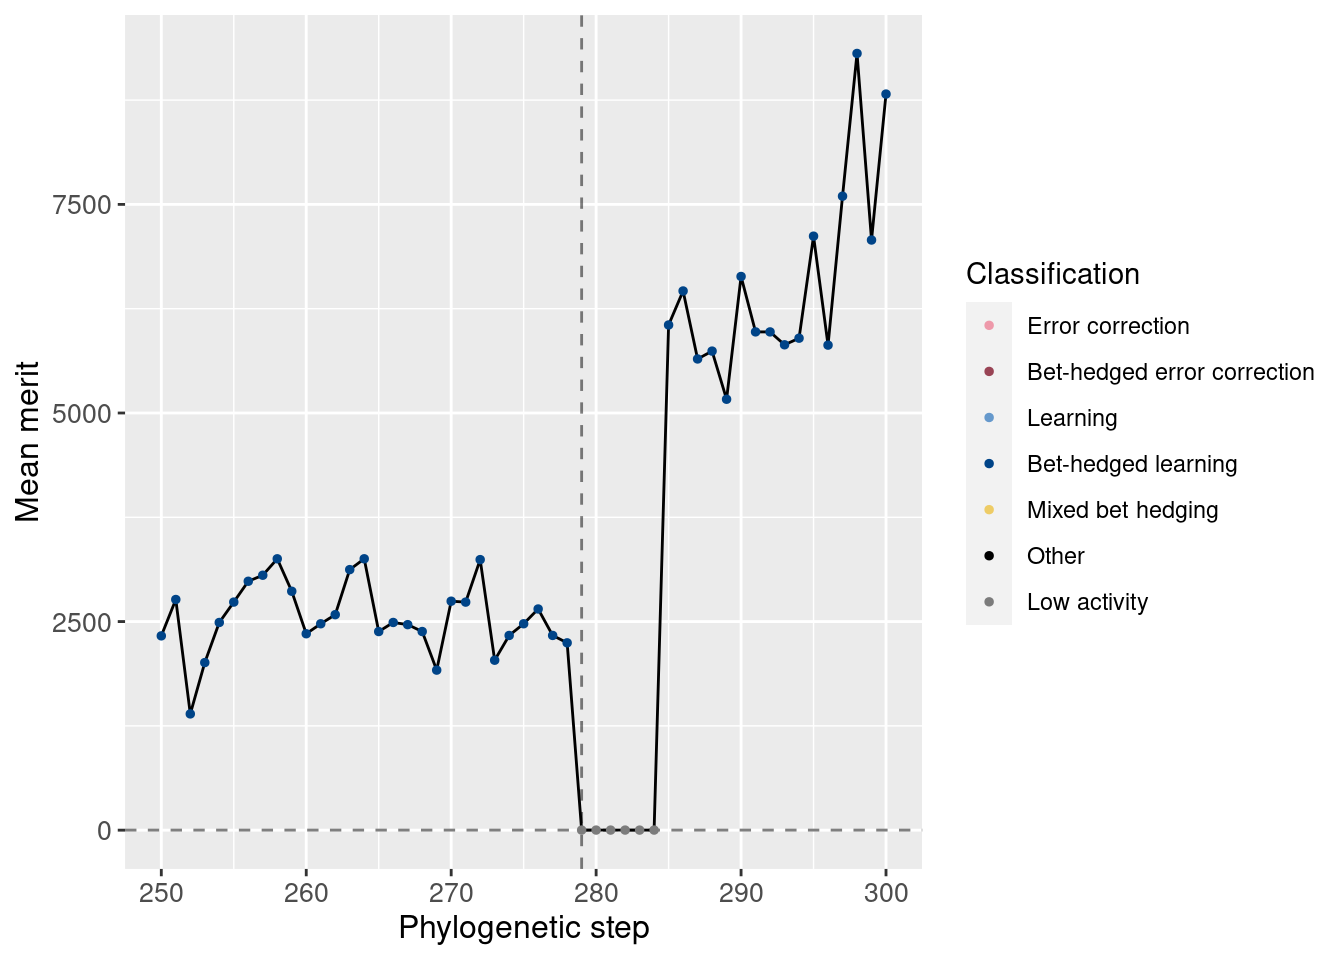 Mean merit
7500
5000
2500
0
250 260 270 280 290 300
Phylogenetic step
Classification
Error correction
Bet-hedged error correction
Learning
Bet-hedged learning
Mixed bet hedging
Other
Low activity